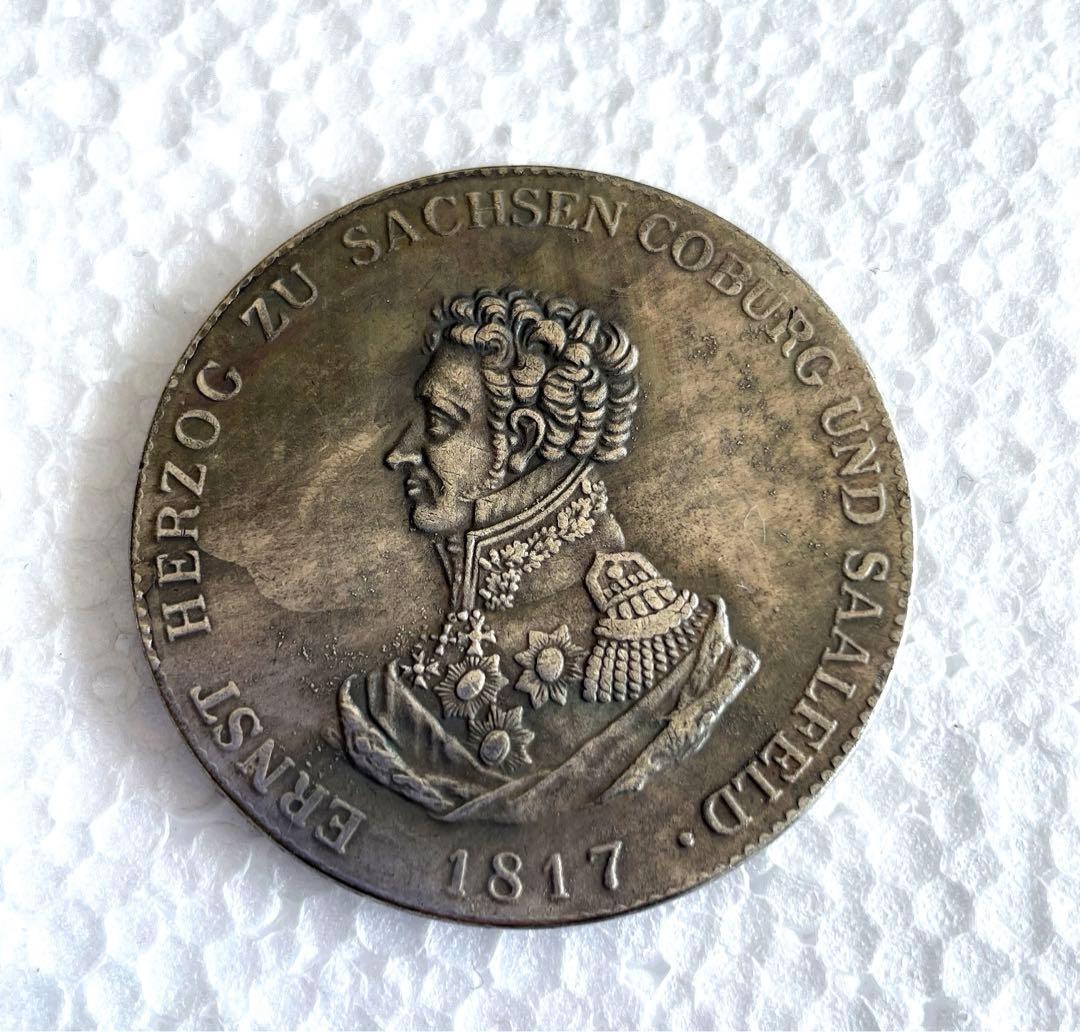 ERNST HERZOG ZU SACHSEN COBURG UND SAALFELD.
1817